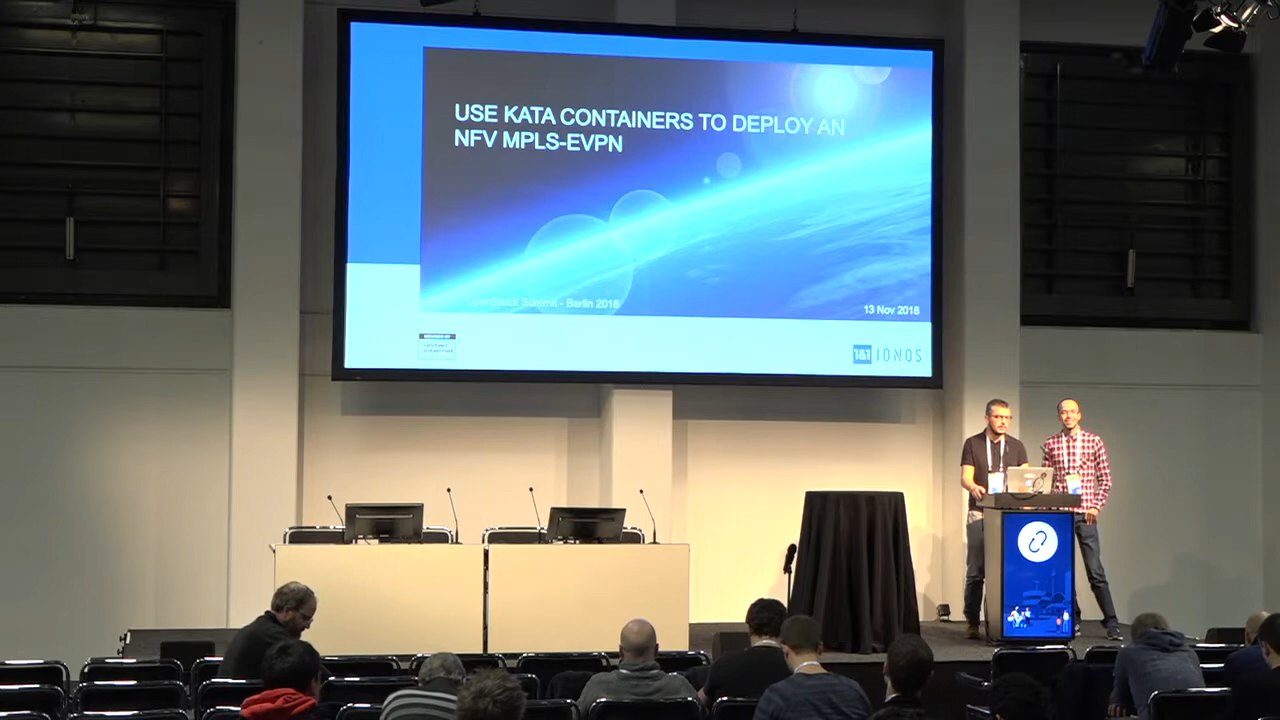 USE KATA CONTAINERS TO DEPLOY AN
NFV MPLS-EVPN
OpenStack Summit - Berlin 2018
13 Nov 2018
1&1 IONOS